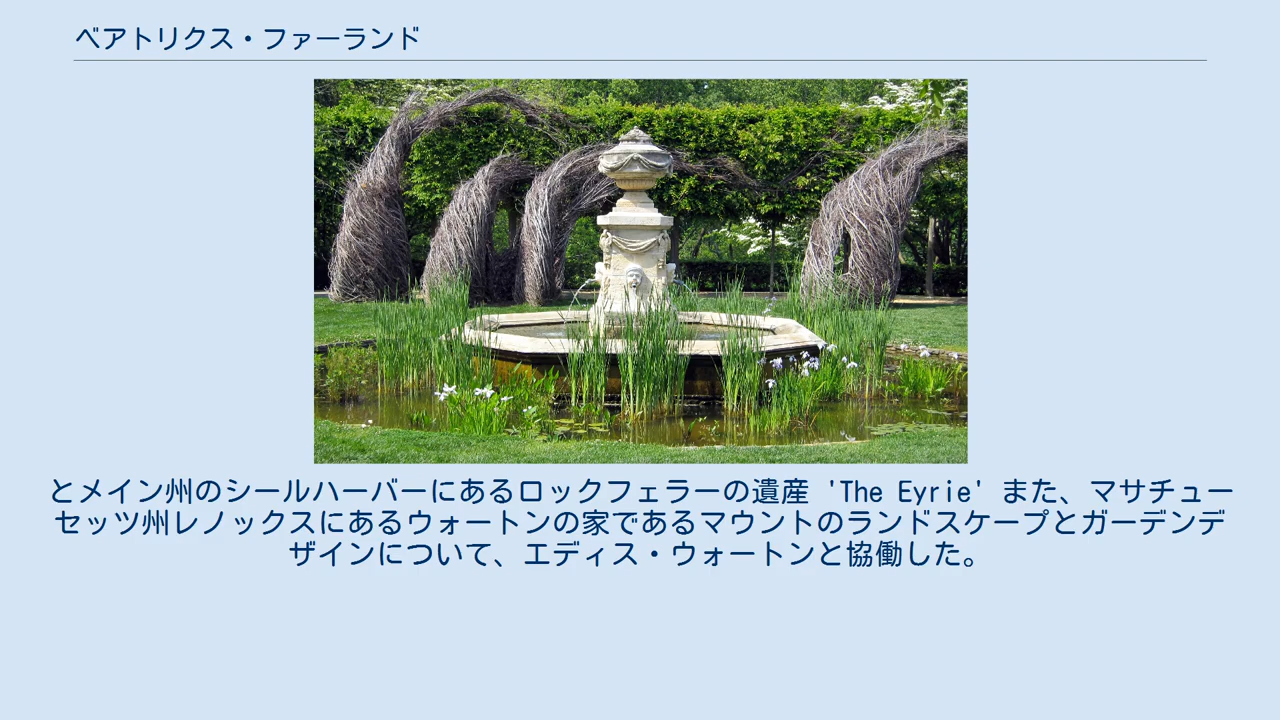 ベアトリクス・ファーランド
とメイン州のシールハーバーにあるロックフェラーの遺産 'The Eyrie' また、マサチュー
セッツ州レノックスにあるウォートンの家であるマウントのランドスケープとガーデンデ
ザインについて、エディス・ウォートンと協働した。